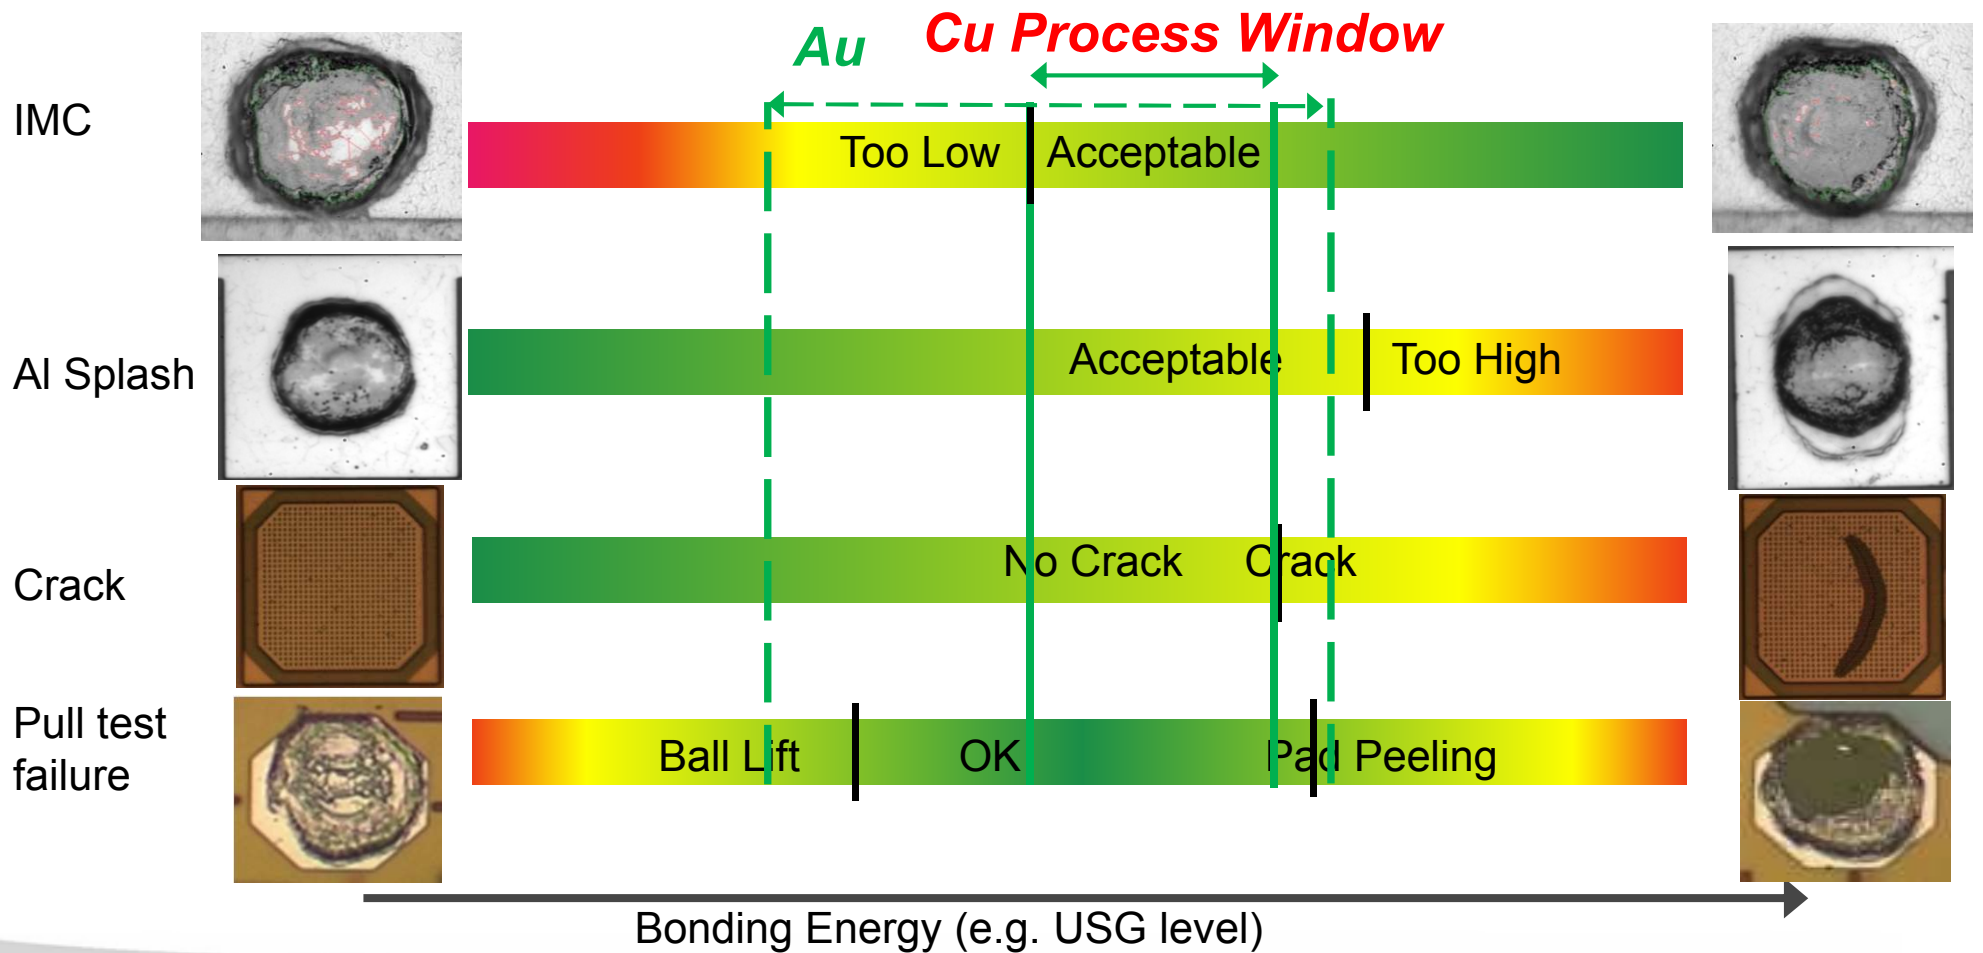 Au
Cu Process Window
IMC
Too Low
Acceptable
Al Splash
Acceptable
Too High
Crack
No Crack
Crack
Pull test
failure
Ball Lift
OK
Pad Peeling
Bonding Energy (e.g. USG level)